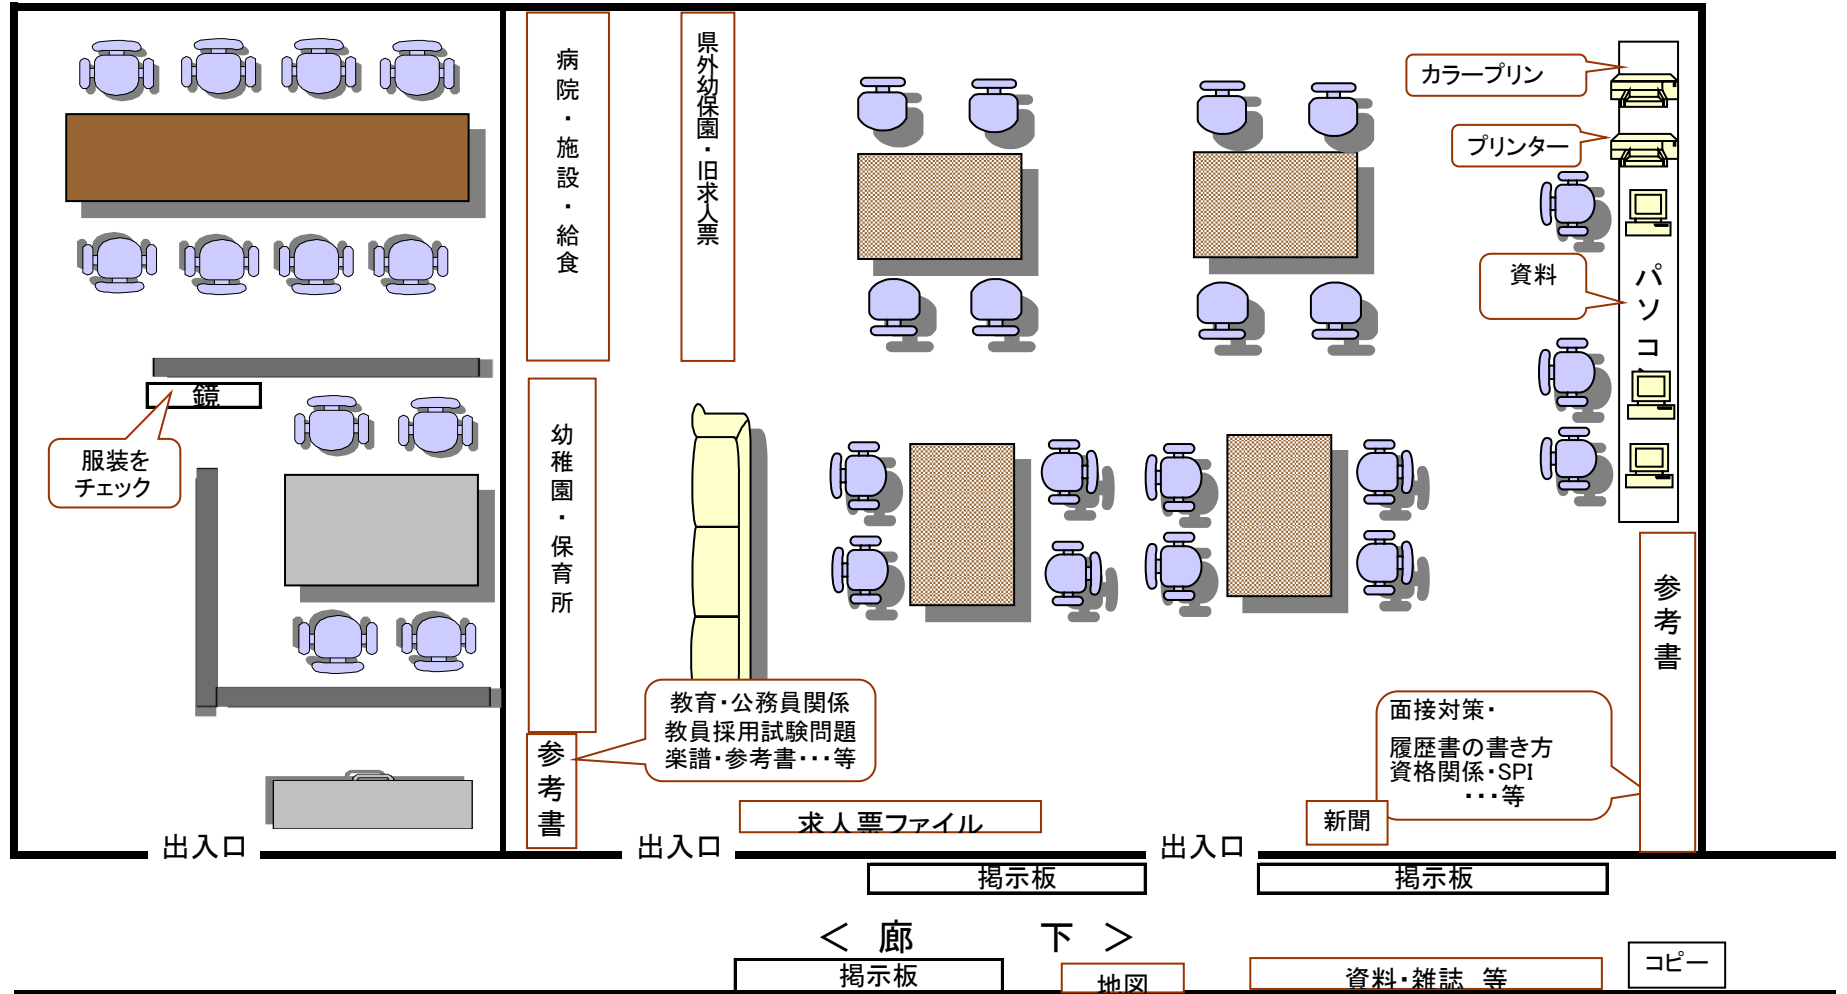 病院・施設・給食
県外幼保園・旧求人票
カラープリン
プリンター
資料
パソコ
鏡
服装を
チェック
幼稚園・保育所
参考書
教育・公務員関係
教員採用試験問題
楽譜・参考書・・・等
参考書
面接対策・
履歴書の書き方
資格関係・SPI
・・・等
求人票ファイル
新聞
出入口
出入口
出入口
掲示板
掲示板
＜ 廊　下 ＞
掲示板
地図
資料・雑誌 等
コピー